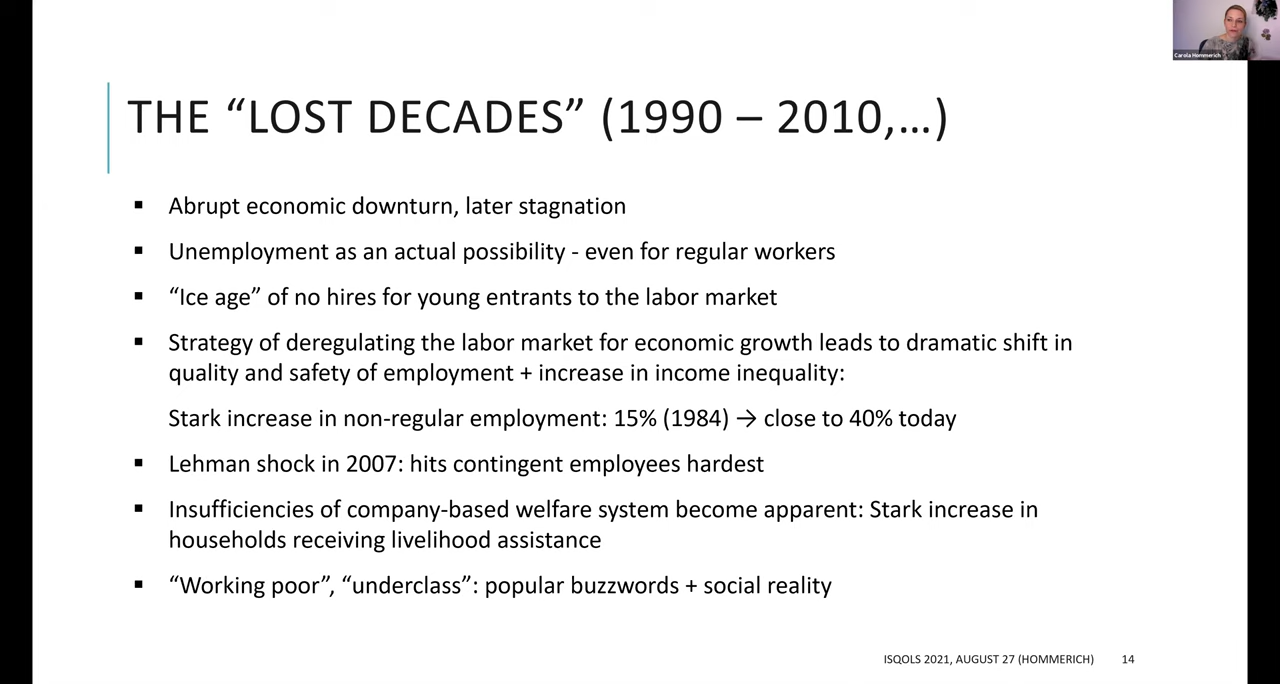 Carola Hommerich
THE “LOST DECADES” (1990 – 2010,…)
▪ Abrupt economic downturn, later stagnation
▪ Unemployment as an actual possibility - even for regular workers
▪ “Ice age” of no hires for young entrants to the labor market
▪ Strategy of deregulating the labor market for economic growth leads to dramatic shift in
quality and safety of employment + increase in income inequality:
Stark increase in non-regular employment: 15% (1984) → close to 40% today
▪ Lehman shock in 2007: hits contingent employees hardest
▪ Insufficiencies of company-based welfare system become apparent: Stark increase in
households receiving livelihood assistance
▪ “Working poor”, “underclass”: popular buzzwords + social reality
ISQOLS 2021, AUGUST 27 (HOMMERICH) 14